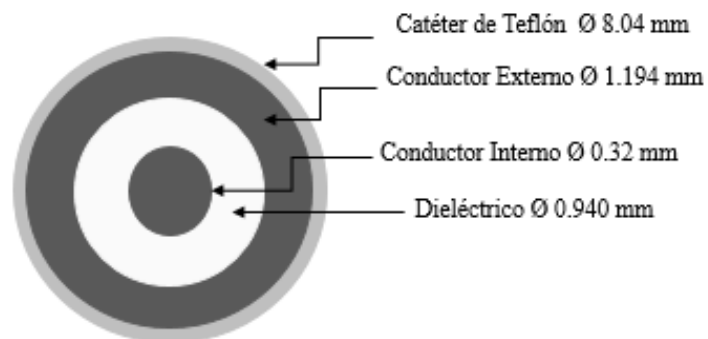 Catéter de Teflón Ø 8.04 mm
Conductor Externo Ø 1.194 mm
Conductor Interno Ø 0.32 mm
Dieléctrico Ø 0.940 mm